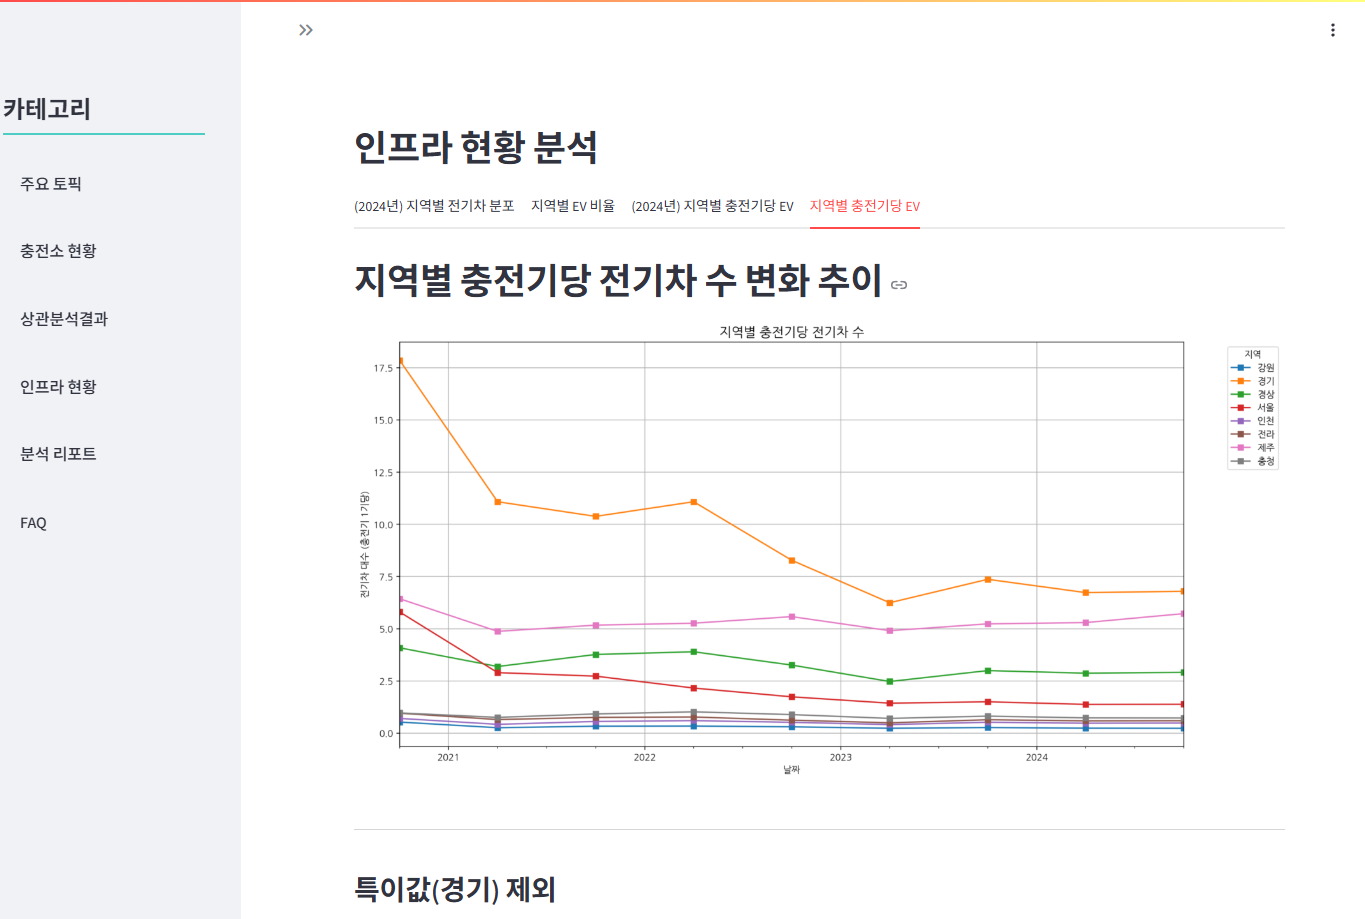 카테고리
주요 토픽
충전소 현황
상관분석결과
인프라 현황
분석 리포트
FAQ
인프라 현황 분석
(2024년) 지역별 전기차 분포 지역별 EV 비율 (2024년) 지역별 충전기당 EV 지역별 충전기당 EV
지역별 충전기당 전기차 수 변화 추이
지역별 충전기당 전기차 수
전기차 대수 (충전기 1기당)
17.5
15.0
12.5
10.0
7.5
5.0
2.5
0.0
2021 2022 2023 2024
날짜
지역
강원
경기
경상
서울
인천
전라
제주
충청
특이값(경기) 제외